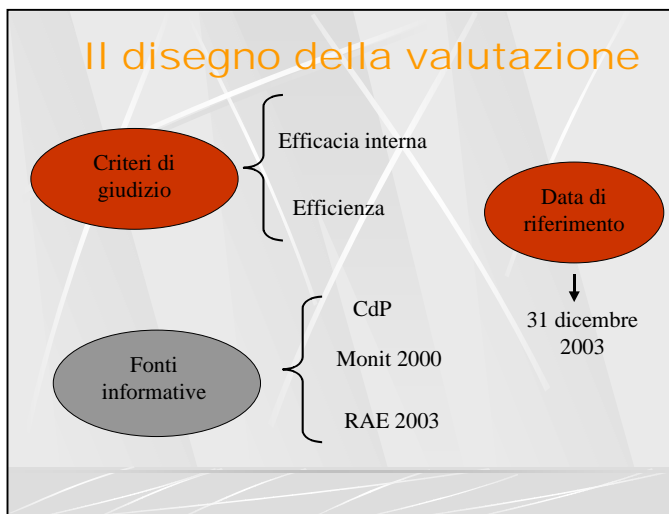 Il disegno della valutazione
Criteri di
giudizio
Efficacia interna
Efficienza
Data di
riferimento
31 dicembre
2003
Fonti
informative
CdP
Monit 2000
RAE 2003